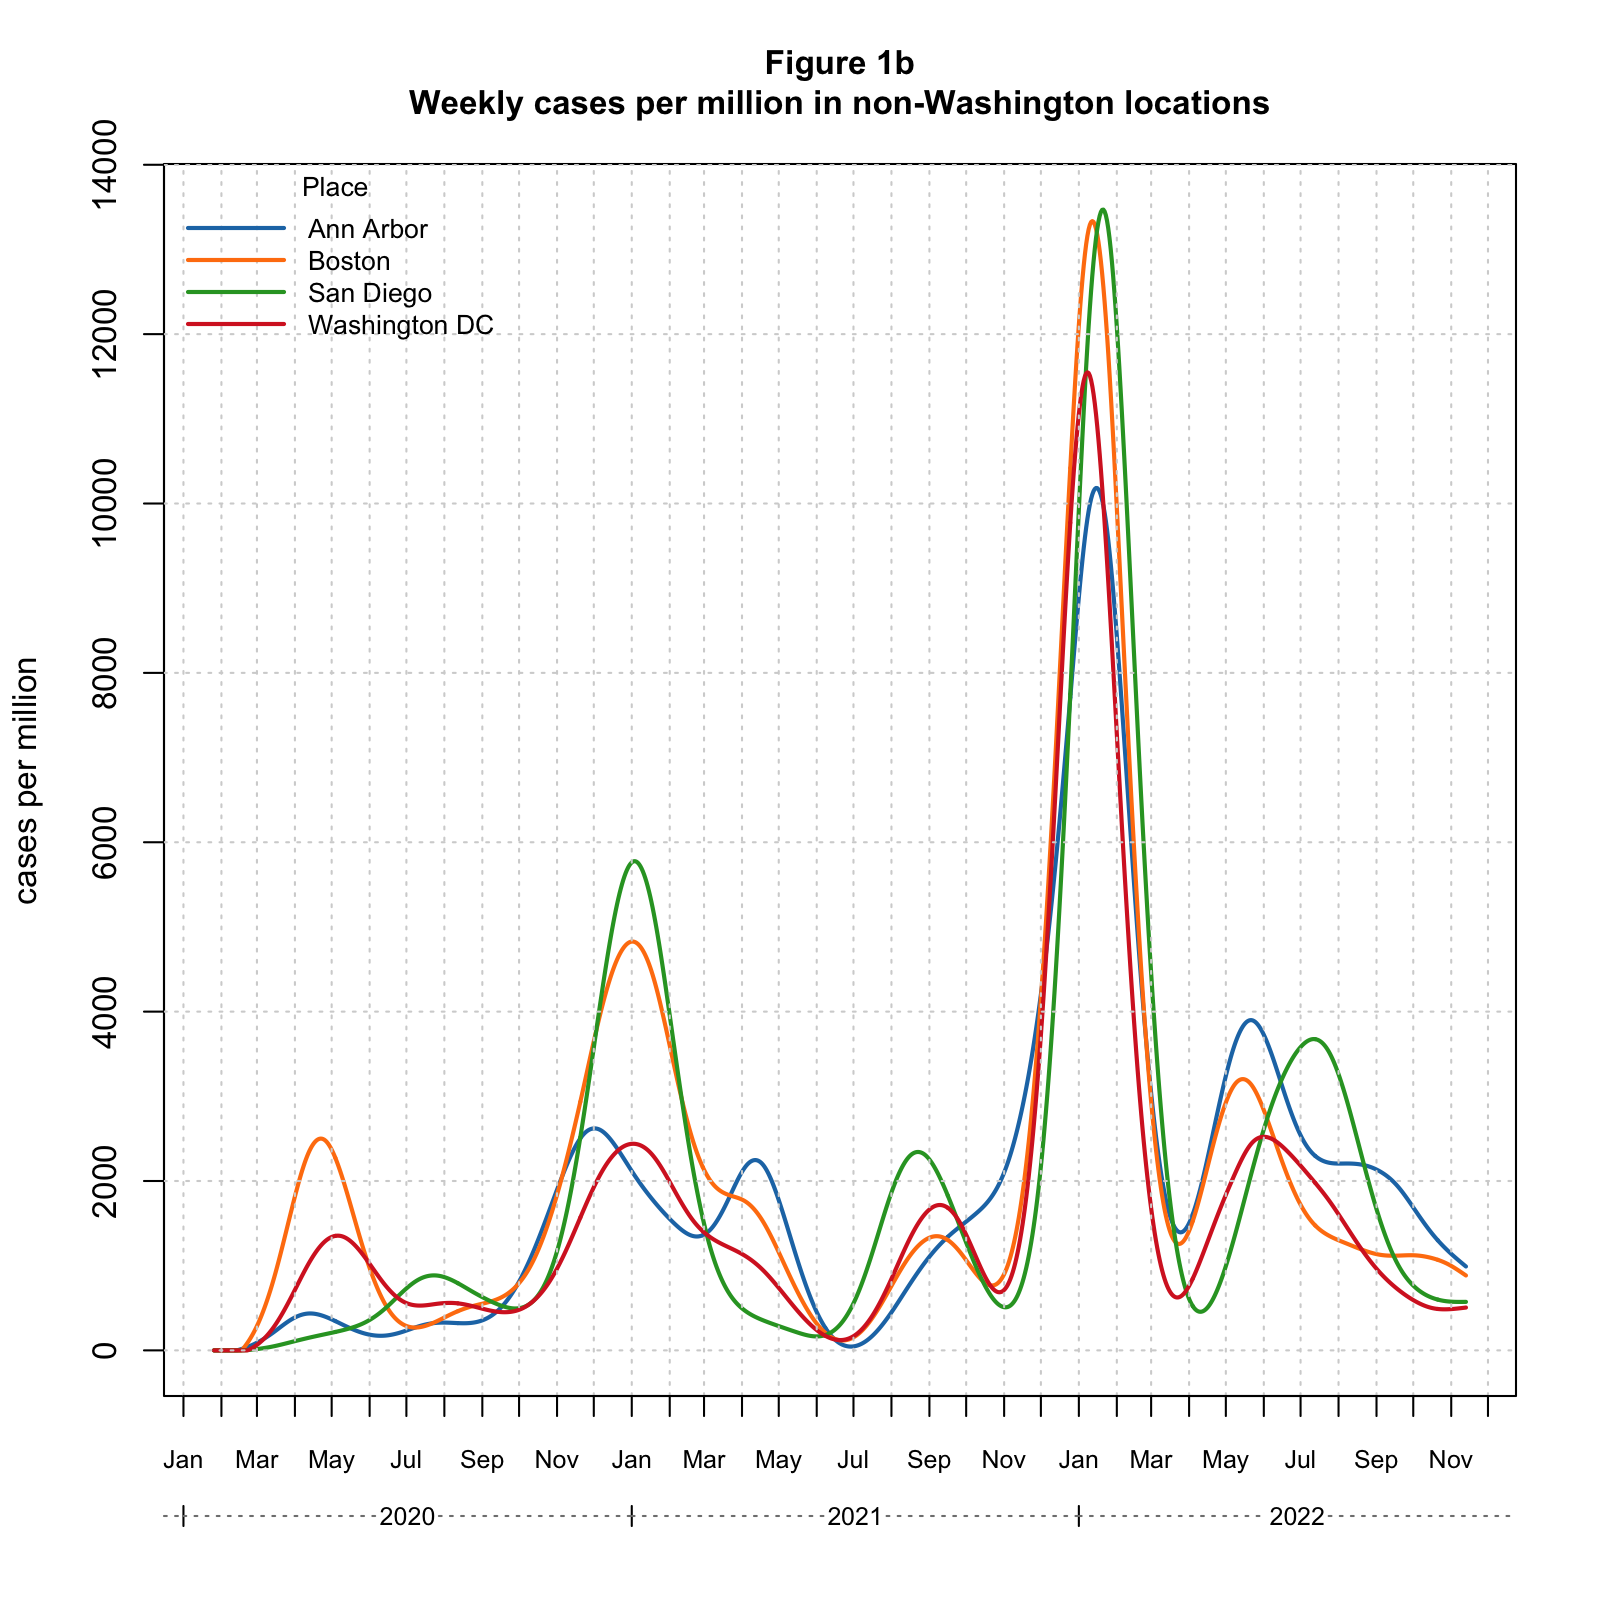 Figure 1b
Weekly cases per million in non-Washington locations
14000
12000
10000
8000
6000
4000
2000
0
cases per million
Place
Ann Arbor
Boston
San Diego
Washington DC
Jan Mar May Jul Sep Nov Jan Mar May Jul Sep Nov Jan Mar May Jul Sep Nov
2020 2021 2022